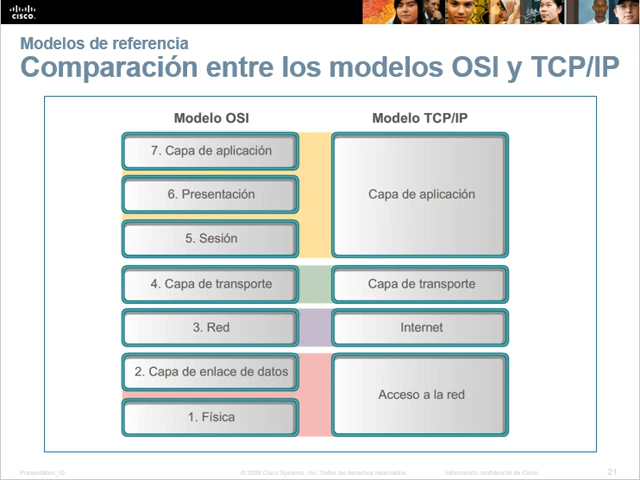 CISCO
Modelos de referencia
Comparación entre los modelos OSI y TCP/IP
Modelo OSI
Modelo TCP/IP
7. Capa de aplicación
6. Presentación
5. Sesión
Capa de aplicación
4. Capa de transporte
Capa de transporte
3. Red
Internet
2. Capa de enlace de datos
1. Física
Acceso a la red
Presentation_ID
© 2008 Cisco Systems, Inc. Todos los derechos reservados.
Información confidencial de Cisco
21